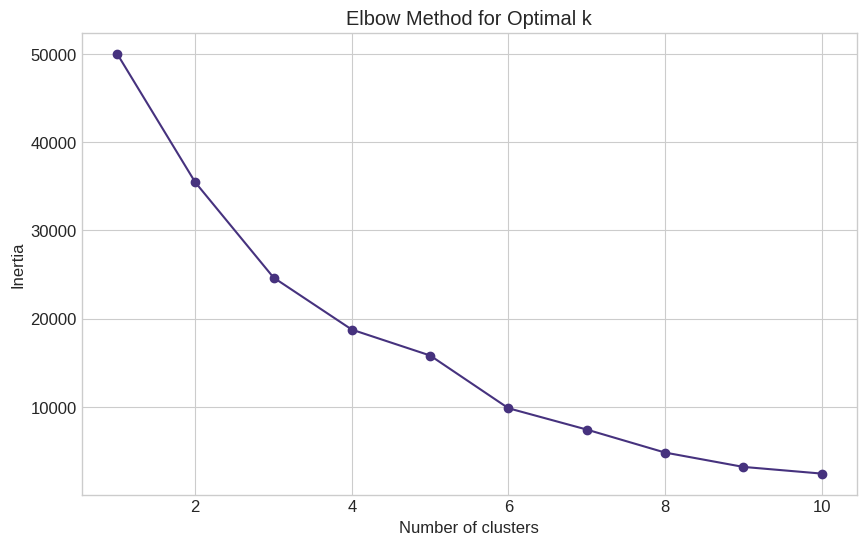 Elbow Method for Optimal k
50000
40000
30000
20000
10000
Inertia
2 4 6 8 10
Number of clusters